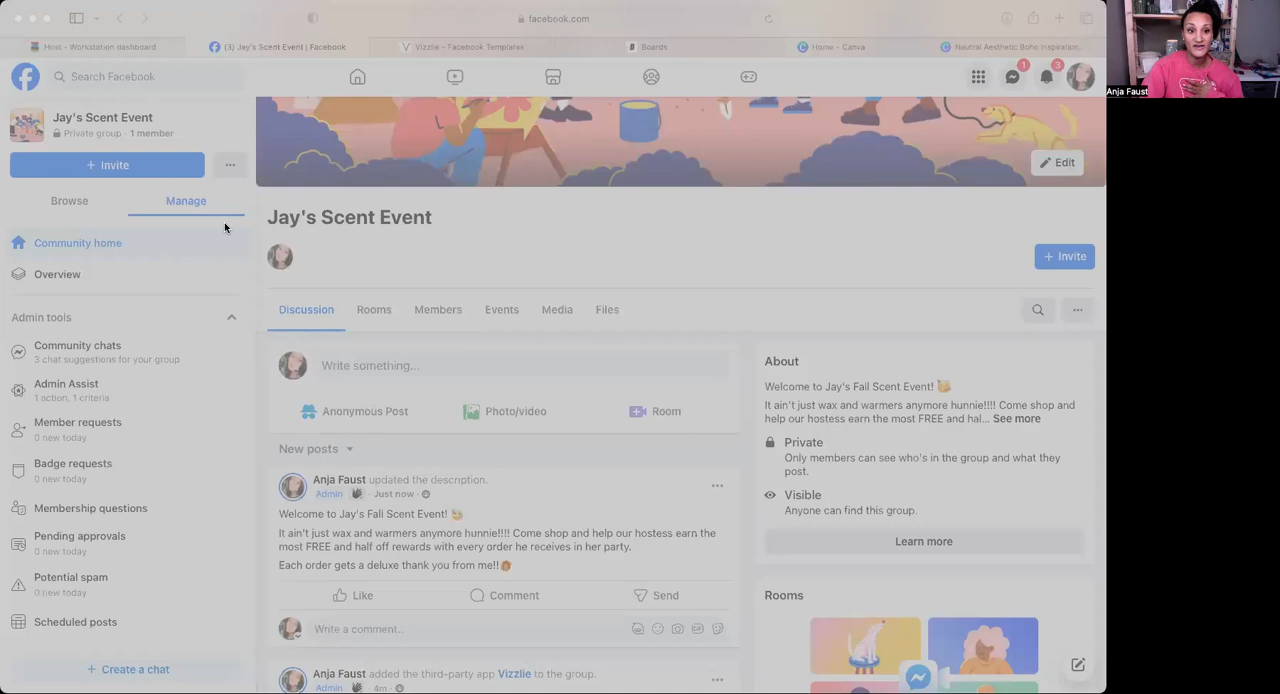 facebook.com
Host - Workstation dashboard
(3) Jay's Scent Event | Facebook
Vizzlie - Facebook Templates
Boards
Home - Canva
Neutral Aesthetic Boho Inspiration...
Search Facebook
1
3
Anja Faust
Jay's Scent Event
Private group · 1 member
+ Invite
Browse
Manage
Community home
Overview
Admin tools
Community chats
3 chat suggestions for your group
Admin Assist
1 action, 1 criteria
Member requests
0 new today
Badge requests
0 new today
Membership questions
Pending approvals
0 new today
Potential spam
0 new today
Scheduled posts
+ Create a chat
Edit
Jay's Scent Event
+ Invite
Discussion
Rooms
Members
Events
Media
Files
Write something...
Anonymous Post
Photo/video
Room
New posts
Anja Faust updated the description.
Admin · Just now ·
Welcome to Jay's Fall Scent Event!
It ain't just wax and warmers anymore hunnie!!!! Come shop and help our hostess earn the
most FREE and half off rewards with every order he receives in her party.
Each order gets a deluxe thank you from me!!
Like
Comment
Send
Write a comment...
GIF
Anja Faust added the third-party app Vizzlie to the group.
Admin · 4m ·
About
Welcome to Jay's Fall Scent Event!
It ain't just wax and warmers anymore hunnie!!!! Come shop and
help our hostess earn the most FREE and hal... See more
Private
Only members can see who's in the group and what they
post.
Visible
Anyone can find this group.
Learn more
Rooms